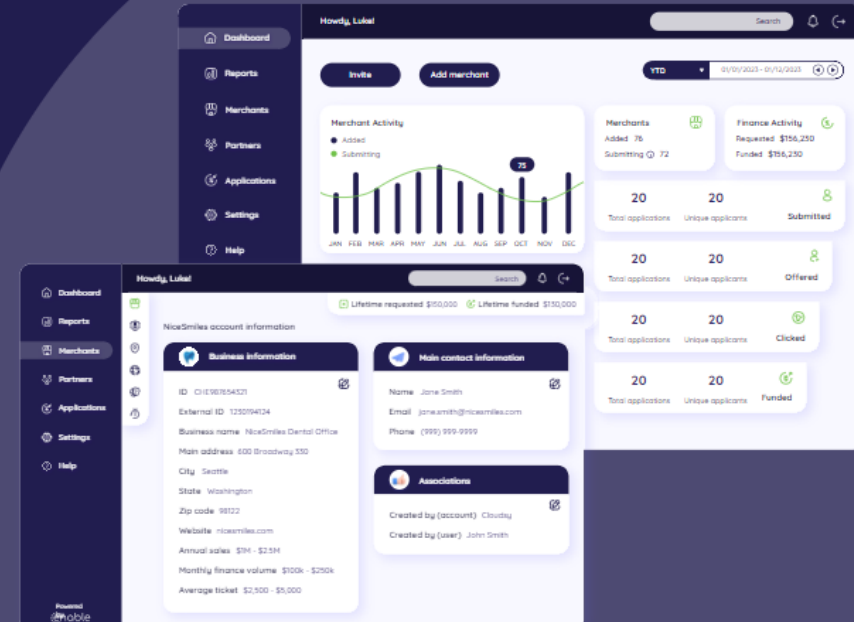 Howdy, Luke!
Search
Dashboard
Reports
Merchants
Partners
Applications
Settings
Help
Invite
Add merchant
YTD
01/01/2023 - 01/12/2023
Merchant Activity
Added
Submitting
75
JAN FEB MAR APR MAY JUN JUL AUG SEP OCT NOV DEC
Merchants
Added 76
Submitting 72
Finance Activity
Requested $156,230
Funded $156,230
20 20
Total applications Unique applicants Submitted
20 20
Total applications Unique applicants Offered
20 20
Total applications Unique applicants Clicked
20 20
Total applications Unique applicants Funded
Howdy, Luke!
Search
Dashboard
Reports
Merchants
Partners
Applications
Settings
Help
Powered
Lifetime requested $150,000 Lifetime funded $130,000
NiceSmiles account information
Business information
ID CHE987654321
External ID 1230194124
Business name NiceSmiles Dental Office
Main address 600 Broadway 330
City Seattle
State Washington
Zip code 98122
Website nicesmiles.com
Annual sales $1M - $2.5M
Monthly finance volume $100k - $250k
Average ticket $2,500 - $5,000
Main contact information
Name Jane Smith
Email jane.smith@nicesmiles.com
Phone (999) 999-9999
Associations
Created by (account) Cloudsy
Created by (user) John Smith